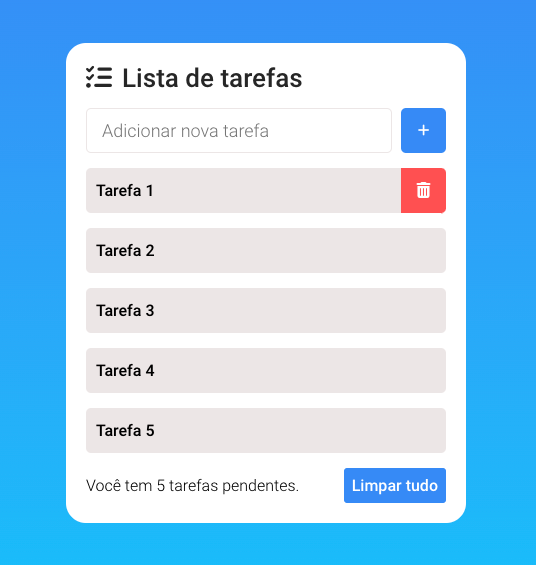 Lista de tarefas
Adicionar nova tarefa
+
Tarefa 1
Tarefa 2
Tarefa 3
Tarefa 4
Tarefa 5
Você tem 5 tarefas pendentes.
Limpar tudo